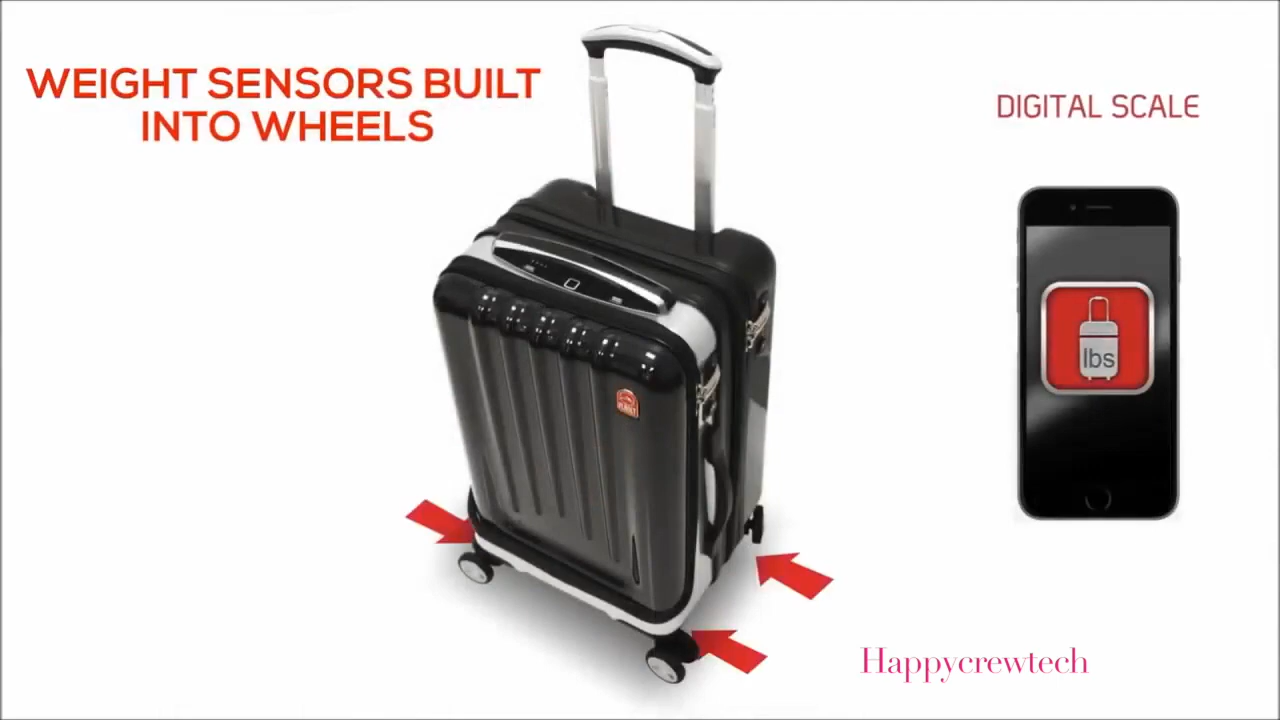 WEIGHT SENSORS BUILT
INTO WHEELS
DIGITAL SCALE
lbs
Happycrewtech